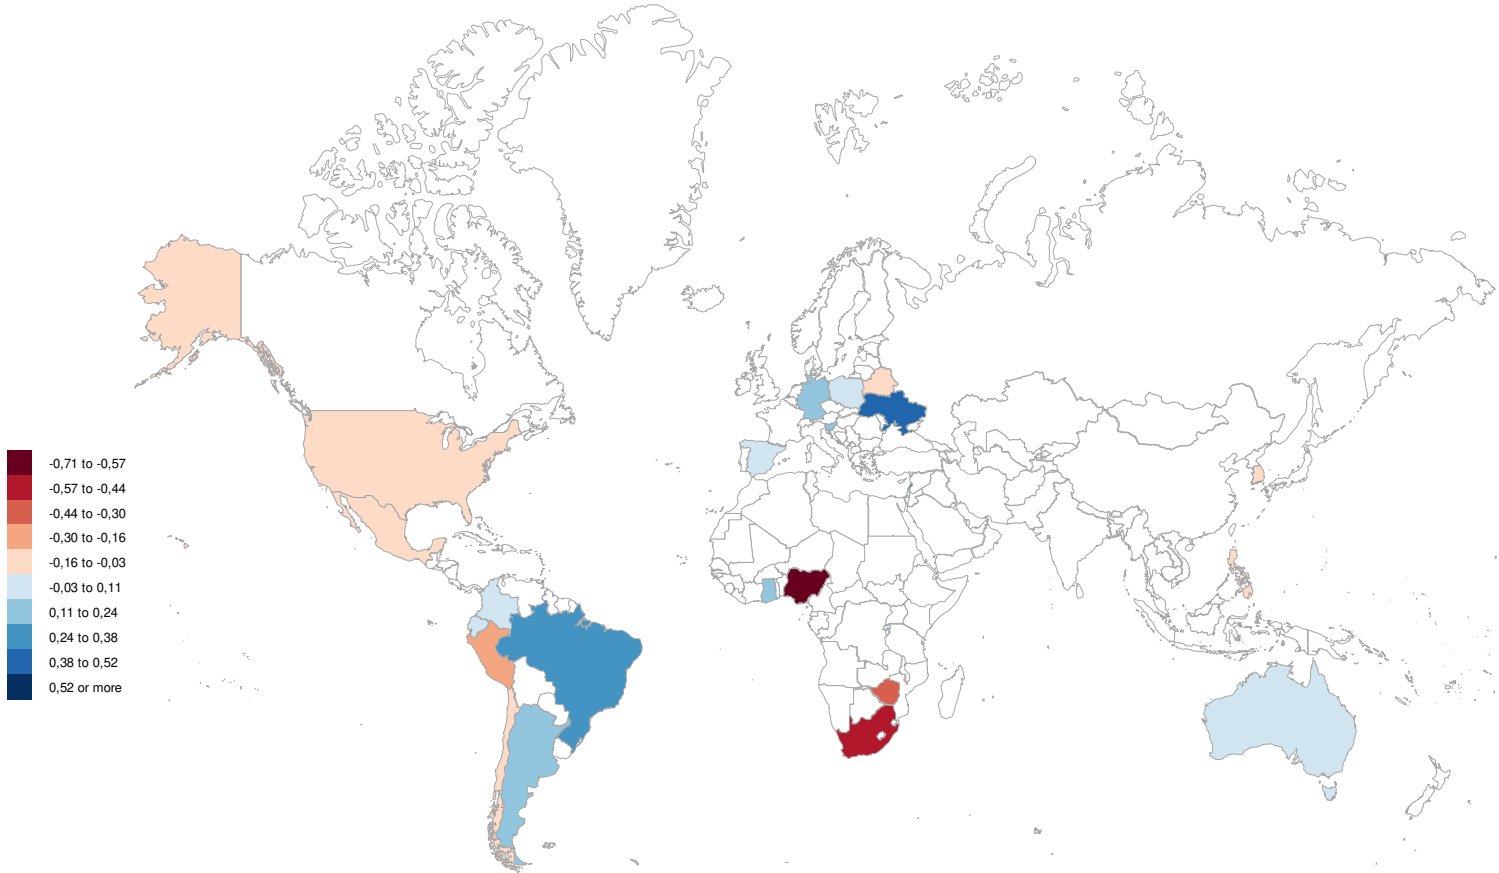 -0,71 to -0,57
-0,57 to -0,44
-0,44 to -0,30
-0,30 to -0,16
-0,16 to -0,03
-0,03 to 0,11
0,11 to 0,24
0,24 to 0,38
0,38 to 0,52
0,52 or more